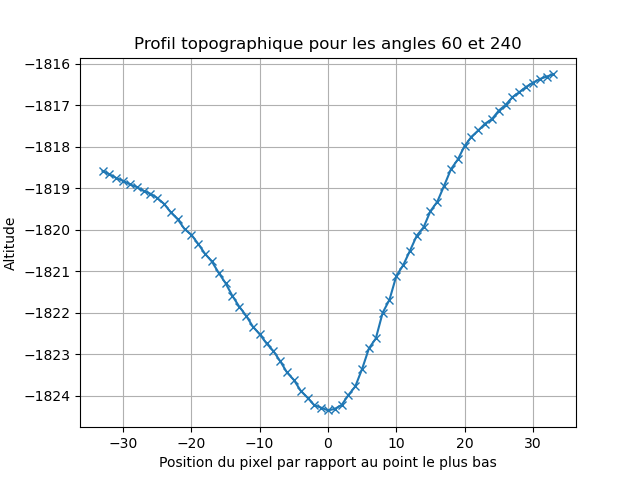 Profil topographique pour les angles 60 et 240
−1816
−1817
−1818
−1819
−1820
−1821
−1822
−1823
−1824
Altitude
−30 −20 −10 0 10 20 30
Position du pixel par rapport au point le plus bas